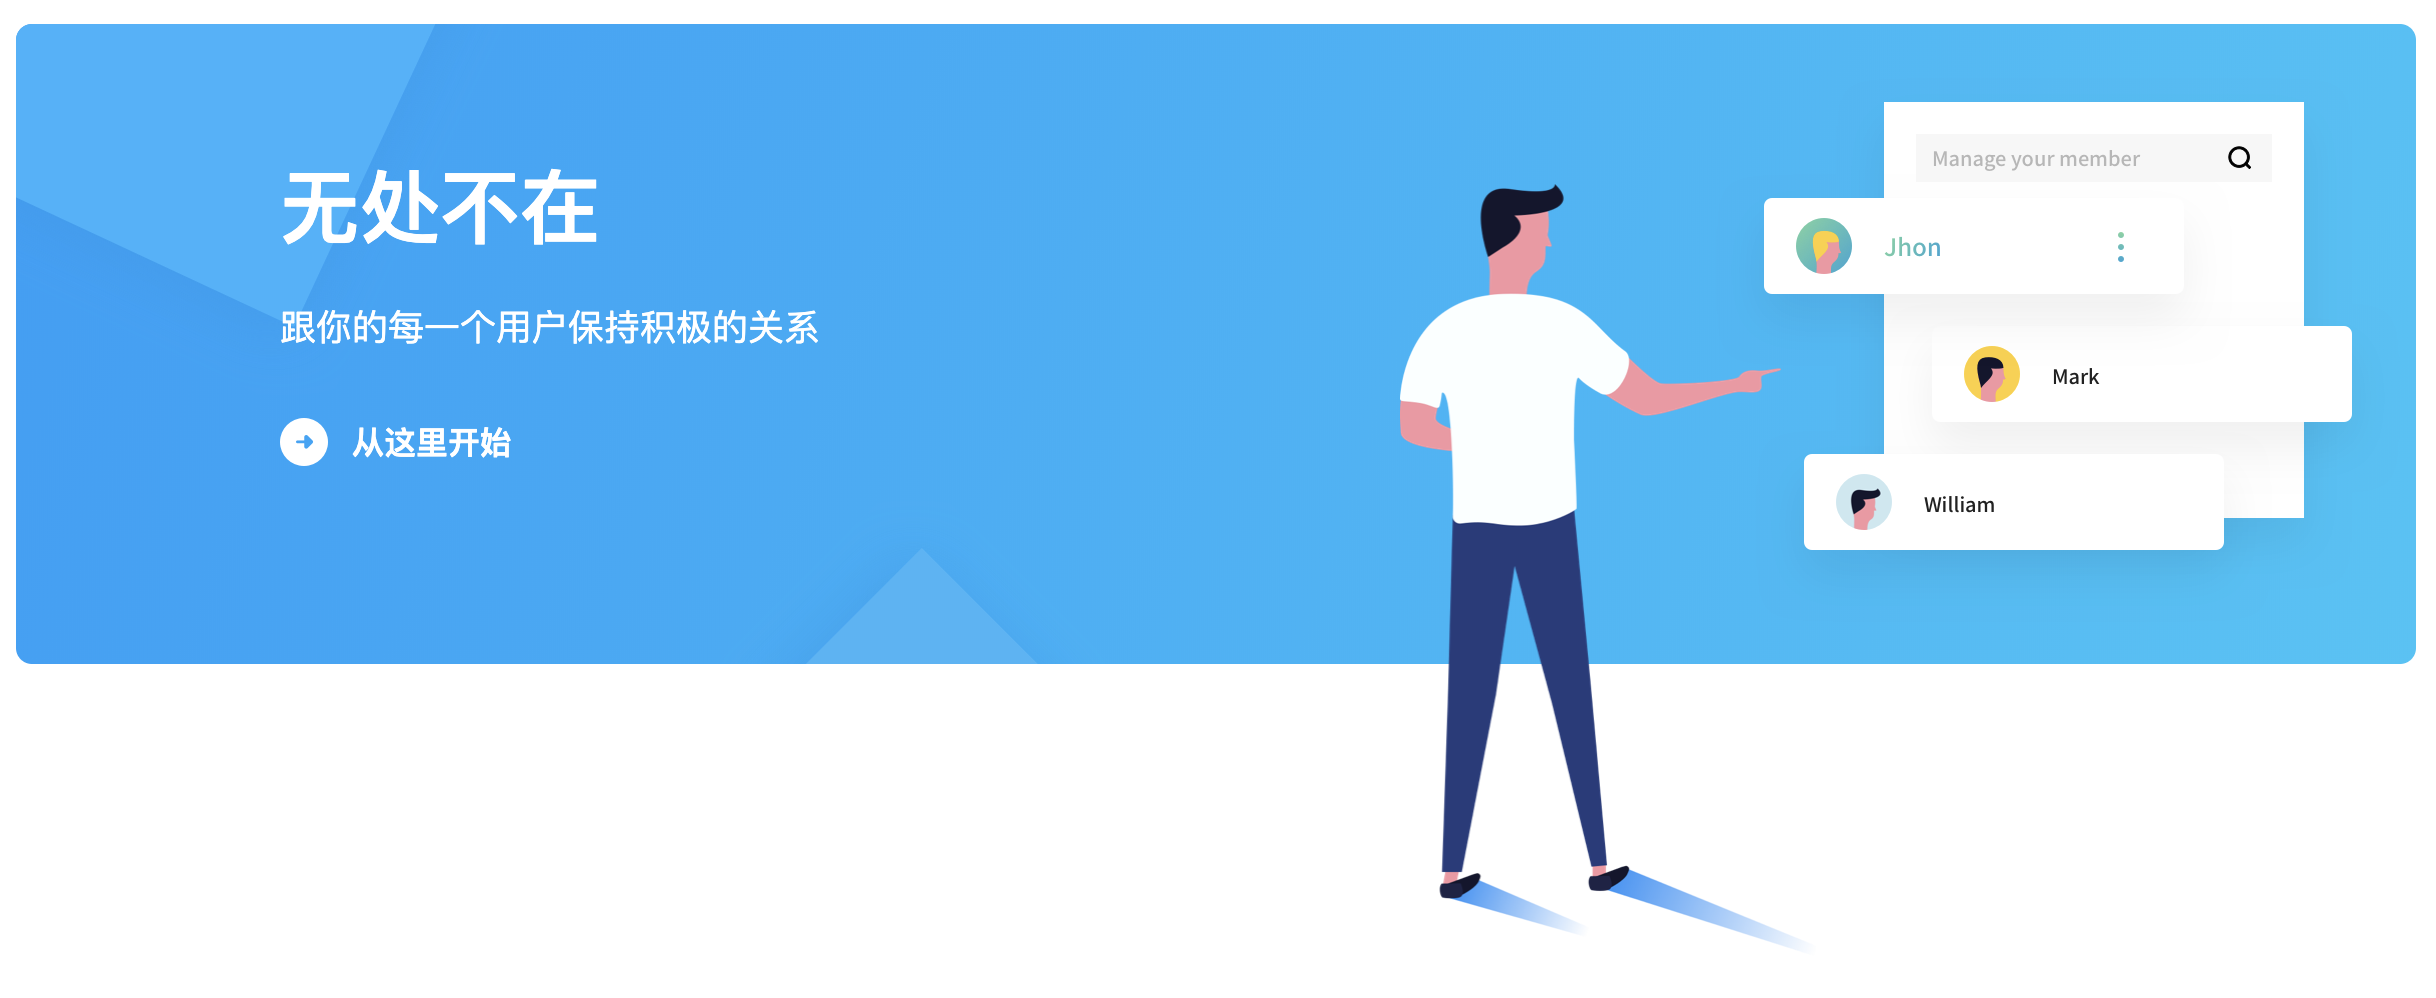 无处不在
跟你的每一个用户保持积极的关系
从这里开始
Manage your member
Jhon
Mark
William